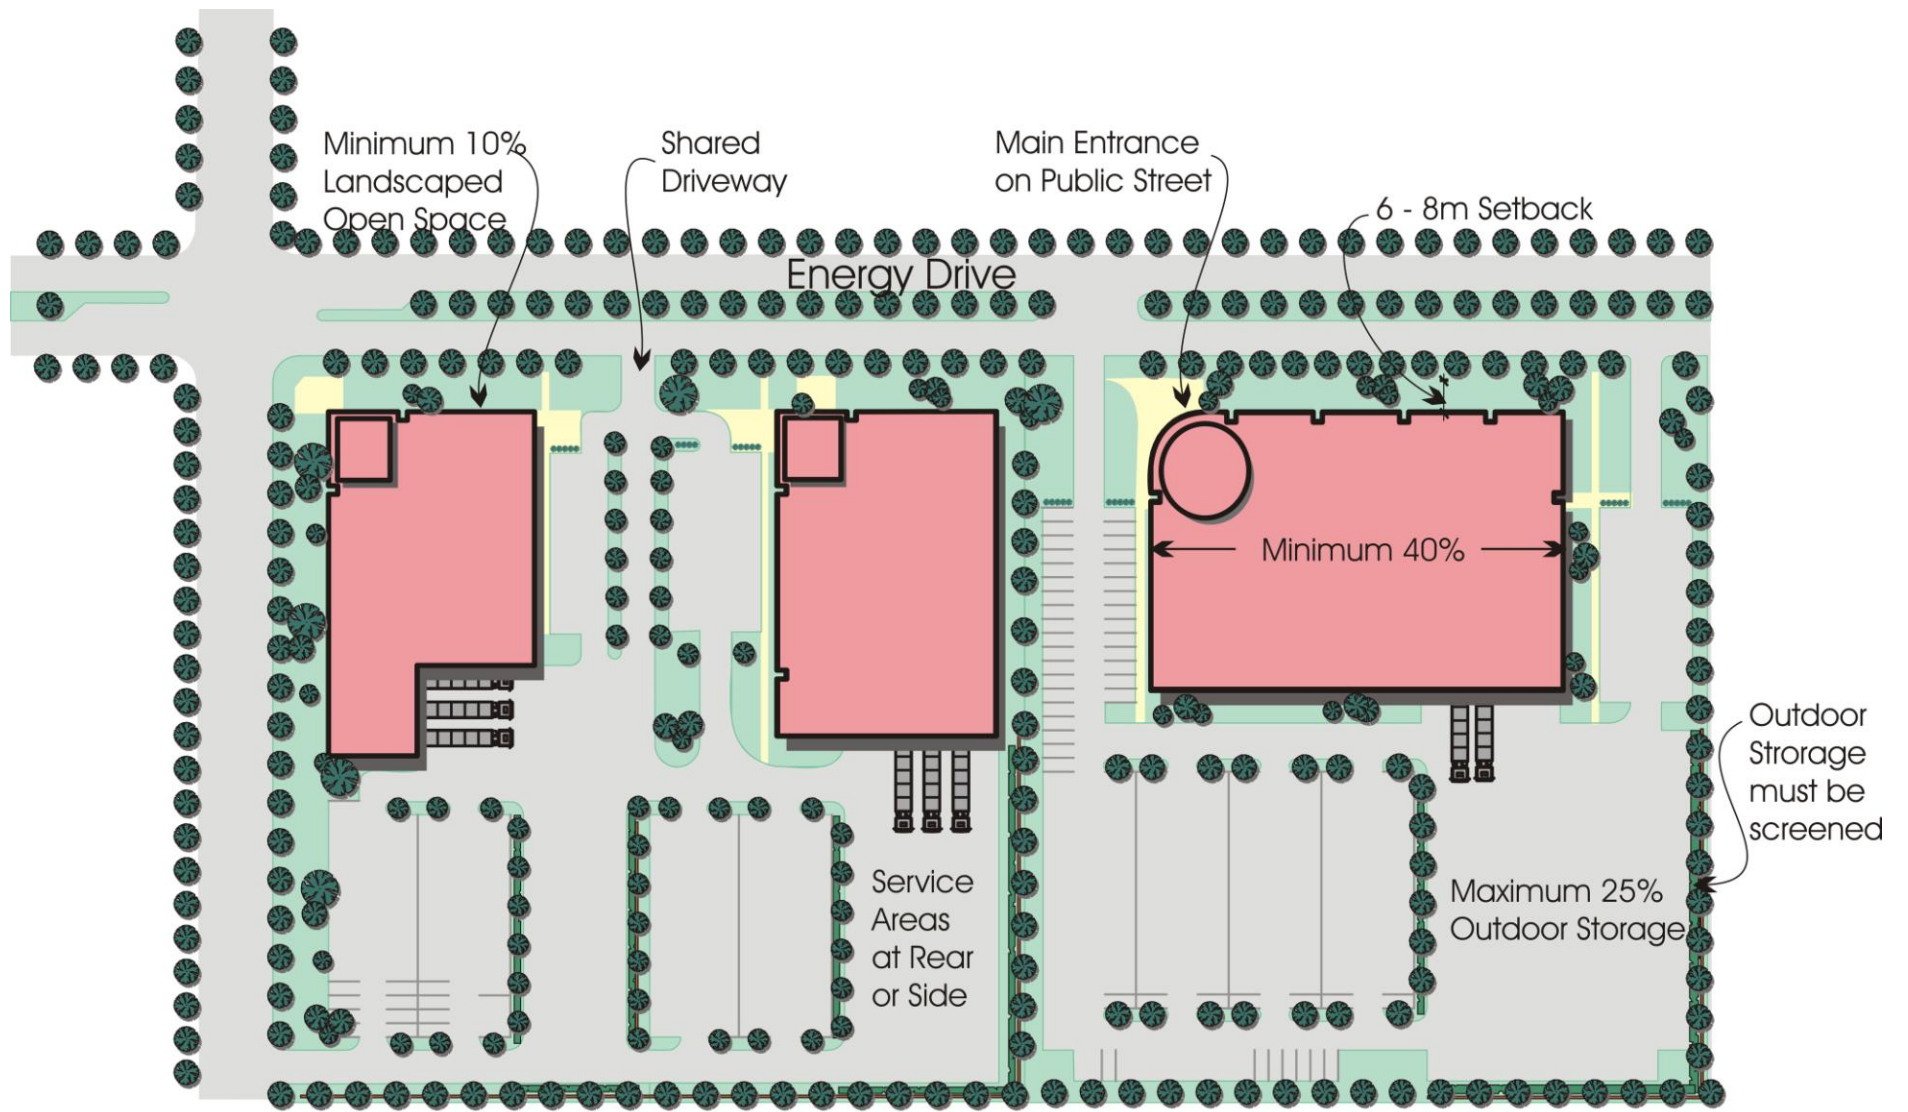 Minimum 10%
Landscaped
Open Space
Shared
Driveway
Main Entrance
on Public Street
6 - 8m Setback
Energy Drive
Minimum 40%
Outdoor
Strorage
must be
screened
Service
Areas
at Rear
or Side
Maximum 25%
Outdoor Storage